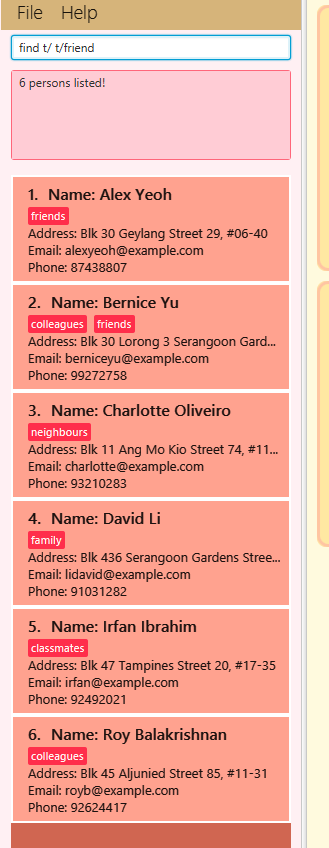 File Help
find t/ t/friend
6 persons listed!
1. Name: Alex Yeoh
friends
Address: Blk 30 Geylang Street 29, #06-40
Email: alexyeoh@example.com
Phone: 87438807
2. Name: Bernice Yu
colleagues friends
Address: Blk 30 Lorong 3 Serangoon Gard...
Email: berniceyu@example.com
Phone: 99272758
3. Name: Charlotte Oliveiro
neighbours
Address: Blk 11 Ang Mo Kio Street 74, #11...
Email: charlotte@example.com
Phone: 93210283
4. Name: David Li
family
Address: Blk 436 Serangoon Gardens Stree...
Email: lidavid@example.com
Phone: 91031282
5. Name: Irfan Ibrahim
classmates
Address: Blk 47 Tampines Street 20, #17-35
Email: irfan@example.com
Phone: 92492021
6. Name: Roy Balakrishnan
colleagues
Address: Blk 45 Aljunied Street 85, #11-31
Email: royb@example.com
Phone: 92624417